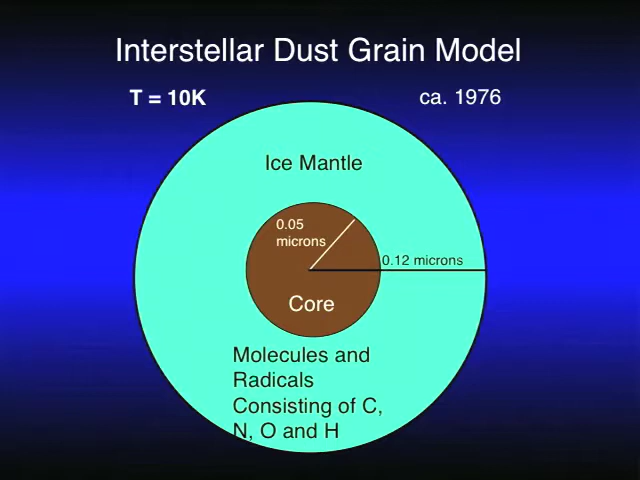 Interstellar Dust Grain Model
T = 10K
ca. 1976
Ice Mantle
0.05
microns
0.12 microns
Core
Molecules and
Radicals
Consisting of C,
N, O and H